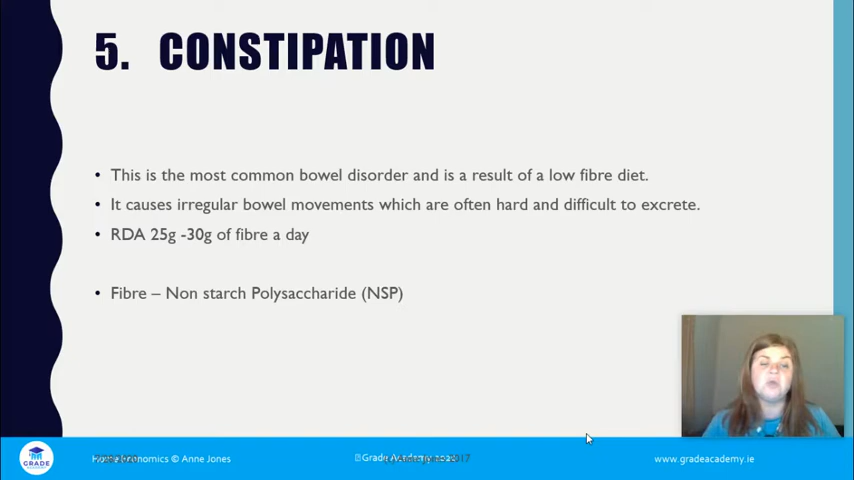 5. CONSTIPATION
• This is the most common bowel disorder and is a result of a low fibre diet.
• It causes irregular bowel movements which are often hard and difficult to excrete.
• RDA 25g -30g of fibre a day
• Fibre – Non starch Polysaccharide (NSP)
GRADE
ACADEMY
Home Economics © Anne Jones
Grade Academy 2020
2017
www.gradeacademy.ie